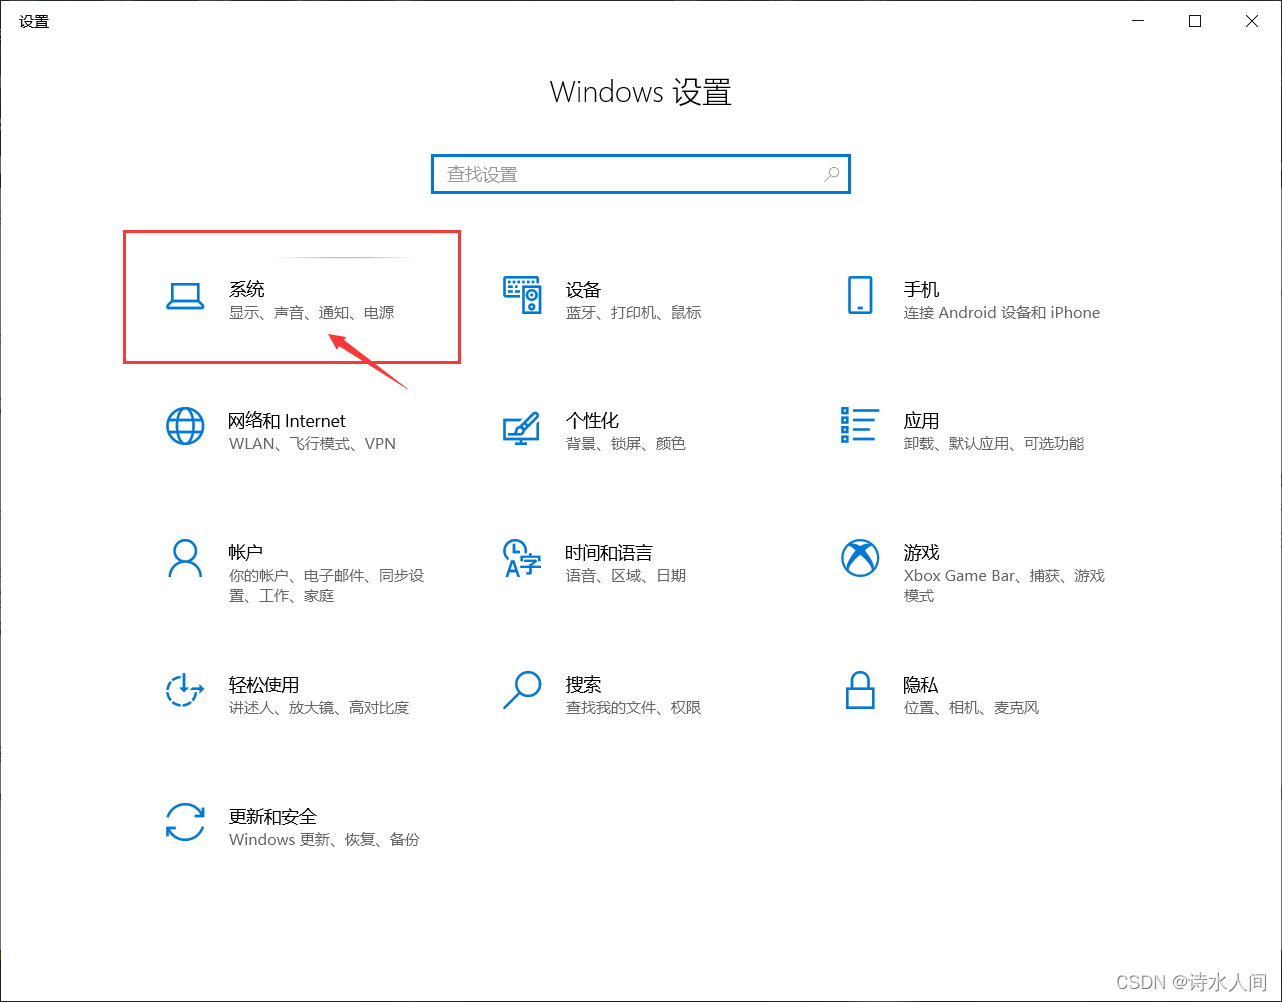 设置
Windows 设置
查找设置
系统
显示、声音、通知、电源
设备
蓝牙、打印机、鼠标
手机
连接 Android 设备和 iPhone
网络和 Internet
WLAN、飞行模式、VPN
个性化
背景、锁屏、颜色
应用
卸载、默认应用、可选功能
帐户
你的帐户、电子邮件、同步设
置、工作、家庭
时间和语言
语音、区域、日期
游戏
Xbox Game Bar、捕获、游戏
模式
轻松使用
讲述人、放大镜、高对比度
搜索
查找我的文件、权限
隐私
位置、相机、麦克风
更新和安全
Windows 更新、恢复、备份
CSDN @诗水人间